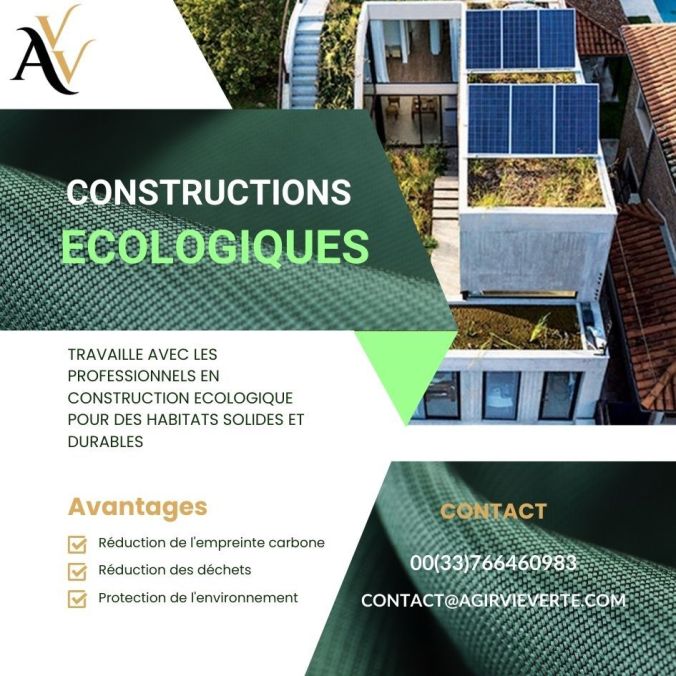 AVV
CONSTRUCTIONS
ECOLOGIQUES
TRAVAILLE AVEC LES
PROFESSIONNELS EN
CONSTRUCTION ECOLOGIQUE
POUR DES HABITATS SOLIDES ET
DURABLES
Avantages
Réduction de l'empreinte carbone
Réduction des déchets
Protection de l'environnement
CONTACT
00(33)766460983
CONTACT@AGIRVIEVERTE.COM